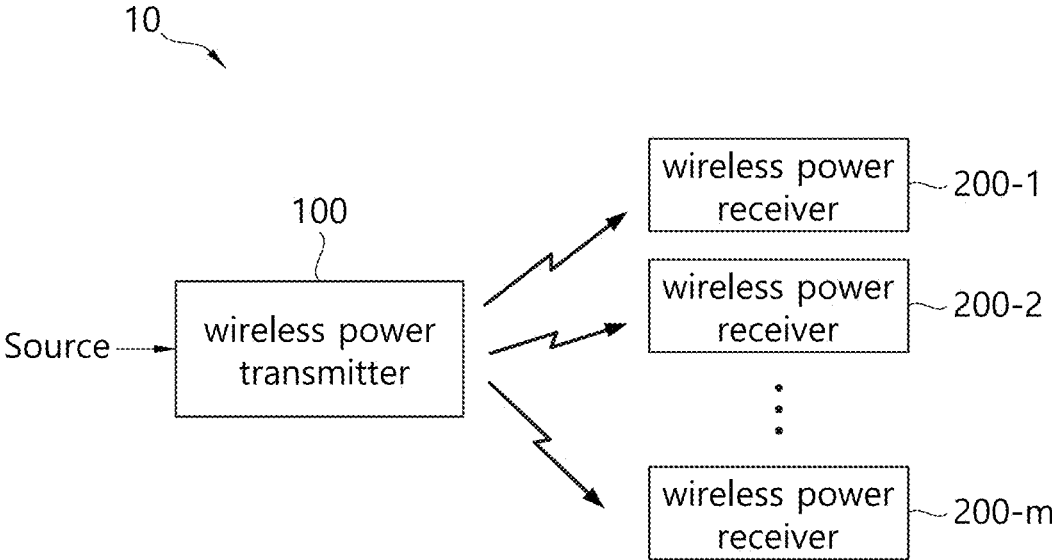 10
100
Source
wireless power
transmitter
wireless power
receiver
200-1
wireless power
receiver
200-2
wireless power
receiver
200-m